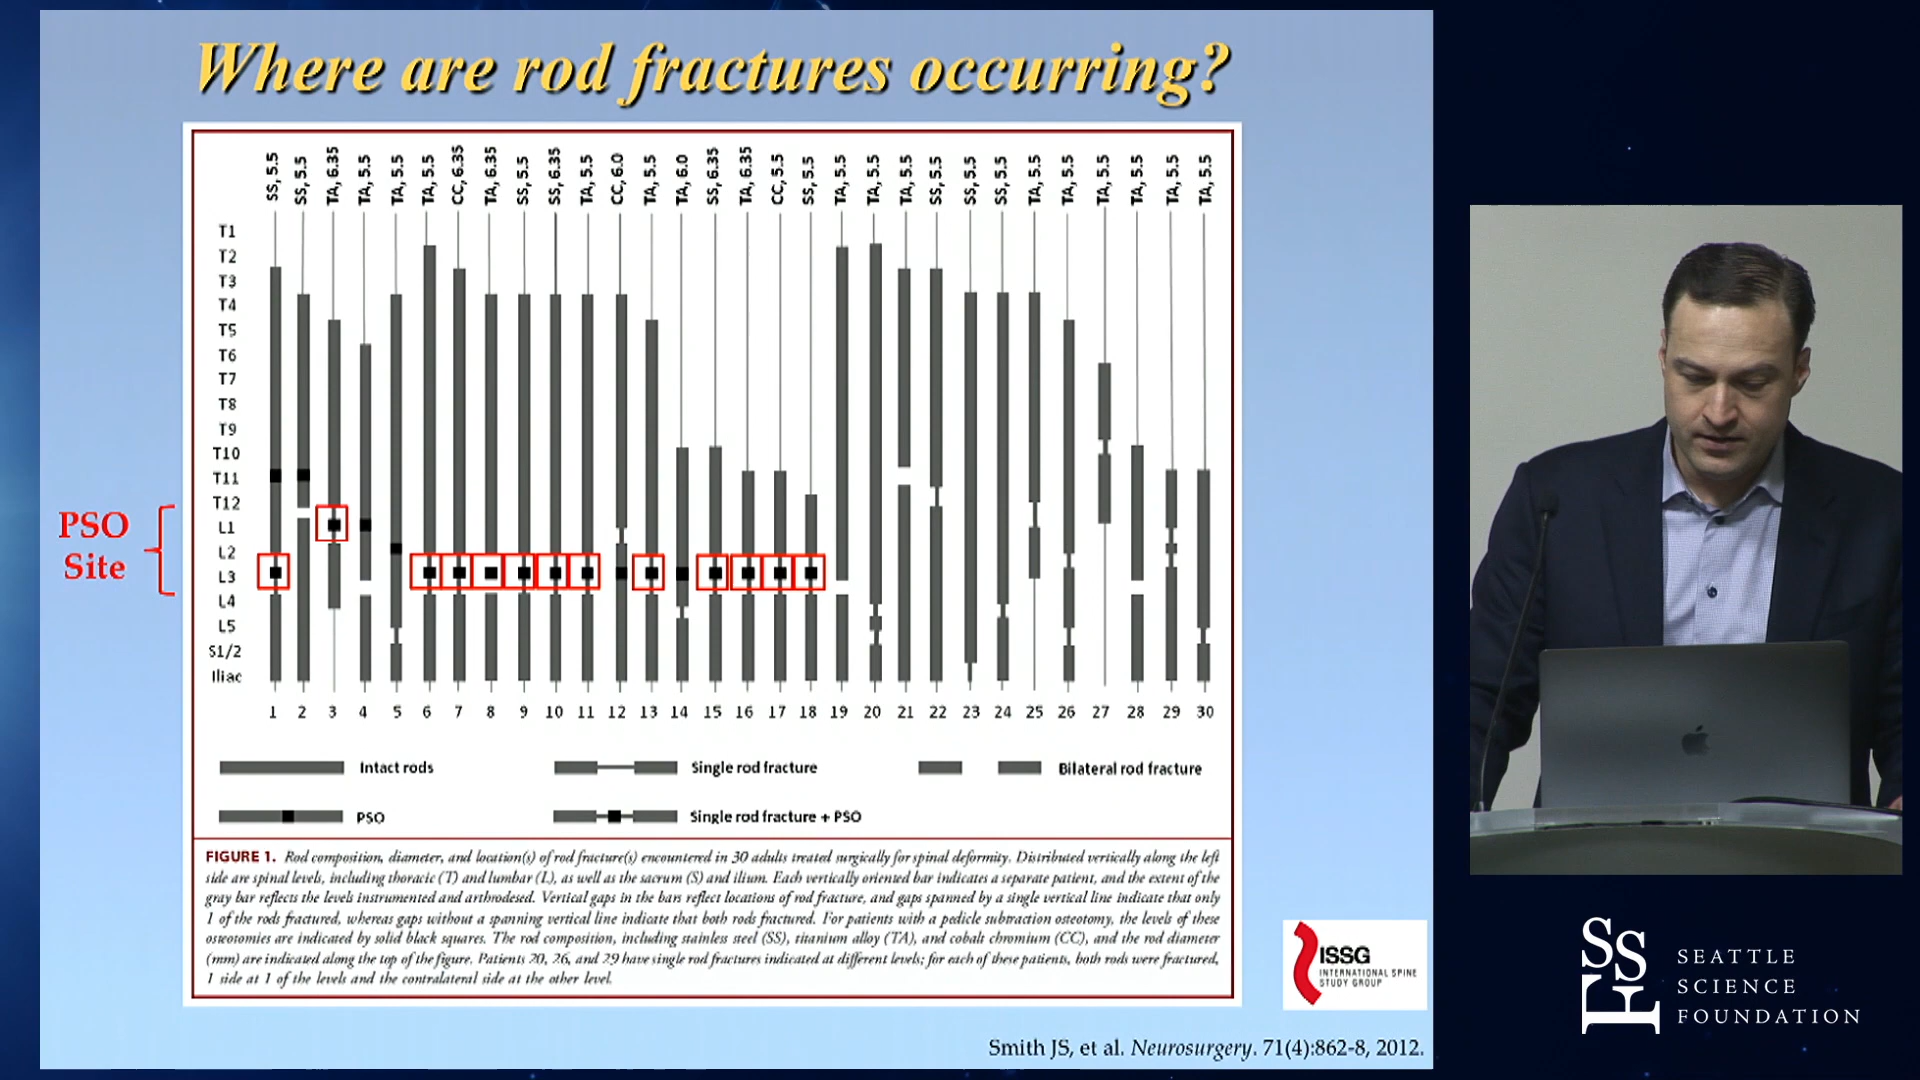 Where are rod fractures occurring?
SS, 5.5 SS, 5.5 TA, 6.35 TA, 5.5 TA, 5.5 TA, 5.5 CC, 6.35 TA, 6.35 SS, 5.5 SS, 6.35 TA, 5.5 CC, 6.0 TA, 5.5 TA, 6.0 SS, 6.35 TA, 6.35 CC, 5.5 SS, 5.5 TA, 5.5 TA, 5.5 TA, 5.5 SS, 5.5 SS, 5.5 SS, 5.5 TA, 5.5 TA, 5.5 TA, 5.5 TA, 5.5 TA, 5.5 TA, 5.5
T1
T2
T3
T4
T5
T6
T7
T8
T9
T10
T11
T12
L1
L2
L3
L4
L5
S1/2
Iliac
PSO
Site
1 2 3 4 5 6 7 8 9 10 11 12 13 14 15 16 17 18 19 20 21 22 23 24 25 26 27 28 29 30
Intact rods Single rod fracture Bilateral rod fracture
PSO Single rod fracture + PSO
FIGURE 1. Rod composition, diameter, and location(s) of rod fracture(s) encountered in 30 adults treated surgically for spinal deformity. Distributed vertically along the left
side are spinal levels, including thoracic (T) and lumbar (L), as well as the sacrum (S) and ilium. Each vertically oriented bar indicates a separate patient, and the extent of the
gray bar reflects the levels instrumented and arthrodesed. Vertical gaps in the bars reflect locations of rod fracture, and gaps spanned by a single vertical line indicate that only
1 of the rods fractured, whereas gaps without a spanning vertical line indicate that both rods fractured. For patients with a pedicle subtraction osteotomy, the levels of these
osteotomies are indicated by solid black squares. The rod composition, including stainless steel (SS), titanium alloy (TA), and cobalt chromium (CC), and the rod diameter
(mm) are indicated along the top of the figure. Patients 20, 26, and 29 have single rod fractures indicated at different levels; for each of these patients, both rods were fractured,
1 side at 1 of the levels and the contralateral side at the other level.
ISSG
INTERNATIONAL SPINE
STUDY GROUP
Smith JS, et al. Neurosurgery. 71(4):862-8, 2012.
SSF
SEATTLE
SCIENCE
FOUNDATION